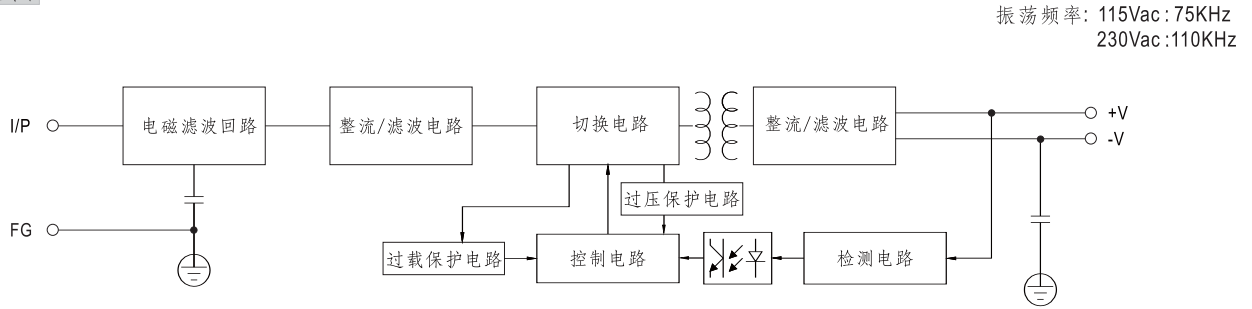 振荡频率: 115Vac : 75KHz
230Vac :110KHz
I/P
电磁滤波回路
整流/滤波电路
切换电路
整流/滤波电路
+V
-V
过压保护电路
FG
过载保护电路
控制电路
检测电路